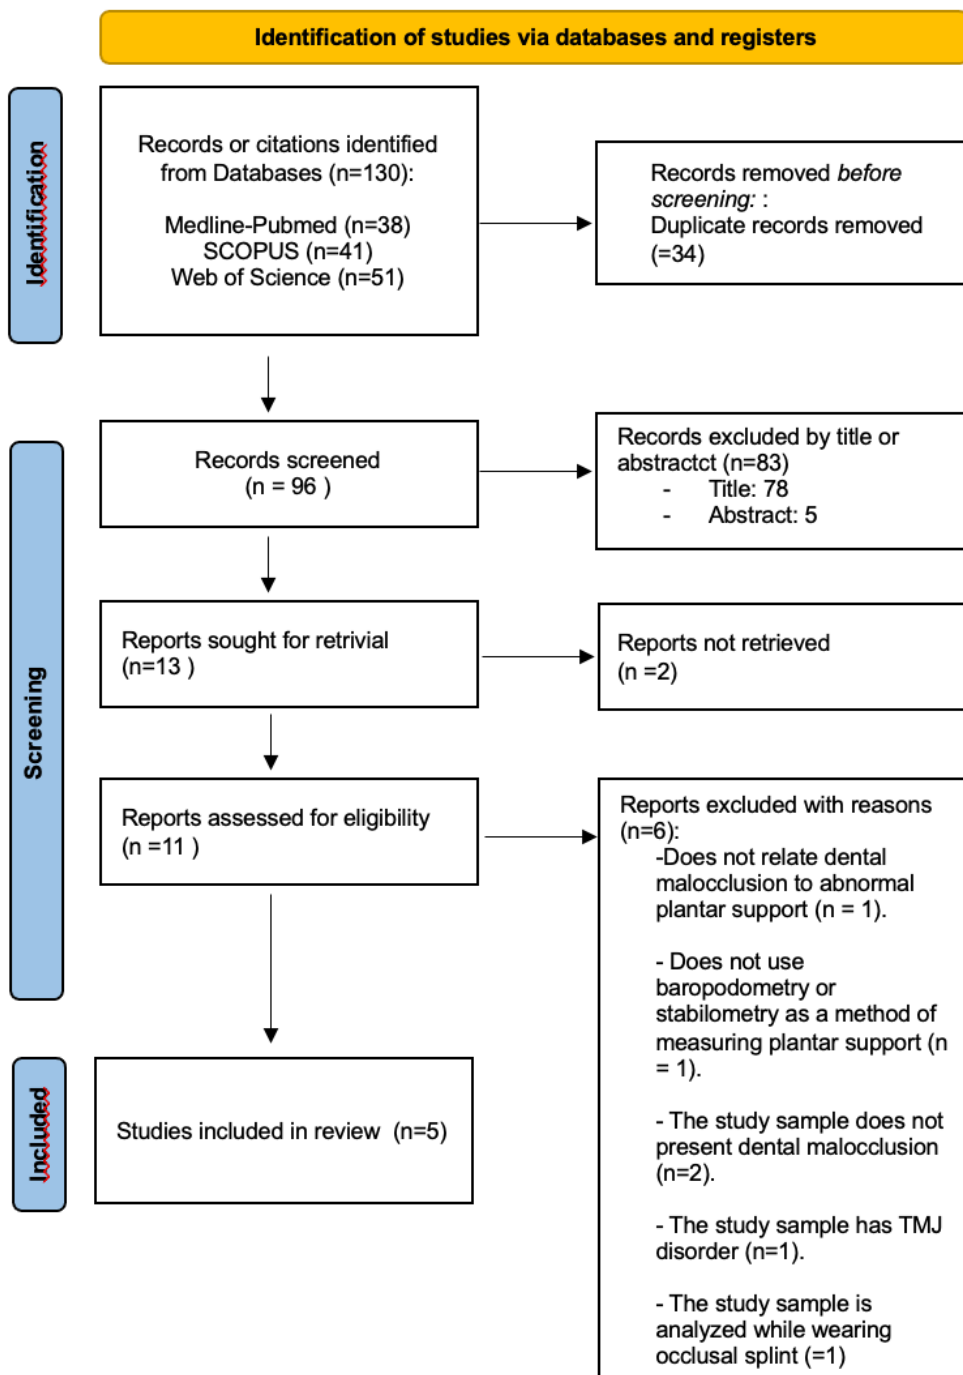 Identification of studies via databases and registers
Identification
Records or citations identified
from Databases (n=130):
Medline-Pubmed (n=38)
SCOPUS (n=41)
Web of Science (n=51)
Records removed before
screening: :
Duplicate records removed
(=34)
Screening
Records screened
(n = 96 )
Records excluded by title or
abstractct (n=83)
- Title: 78
- Abstract: 5
Reports sought for retrivial
(n=13 )
Reports not retrieved
(n =2)
Reports assessed for eligibility
(n =11 )
Reports excluded with reasons
(n=6):
-Does not relate dental
malocclusion to abnormal
plantar support (n = 1).
- Does not use
baropodometry or
stabilometry as a method of
measuring plantar support (n
= 1).
- The study sample does not
present dental malocclusion
(n=2).
- The study sample has TMJ
disorder (n=1).
- The study sample is
analyzed while wearing
occlusal splint (=1)
Included
Studies included in review (n=5)